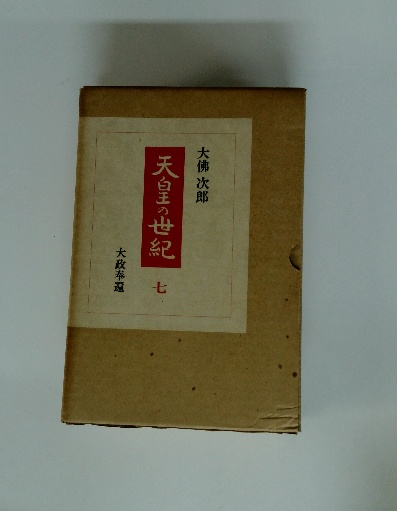 大佛次郎
天皇の世紀
七
大政奉還